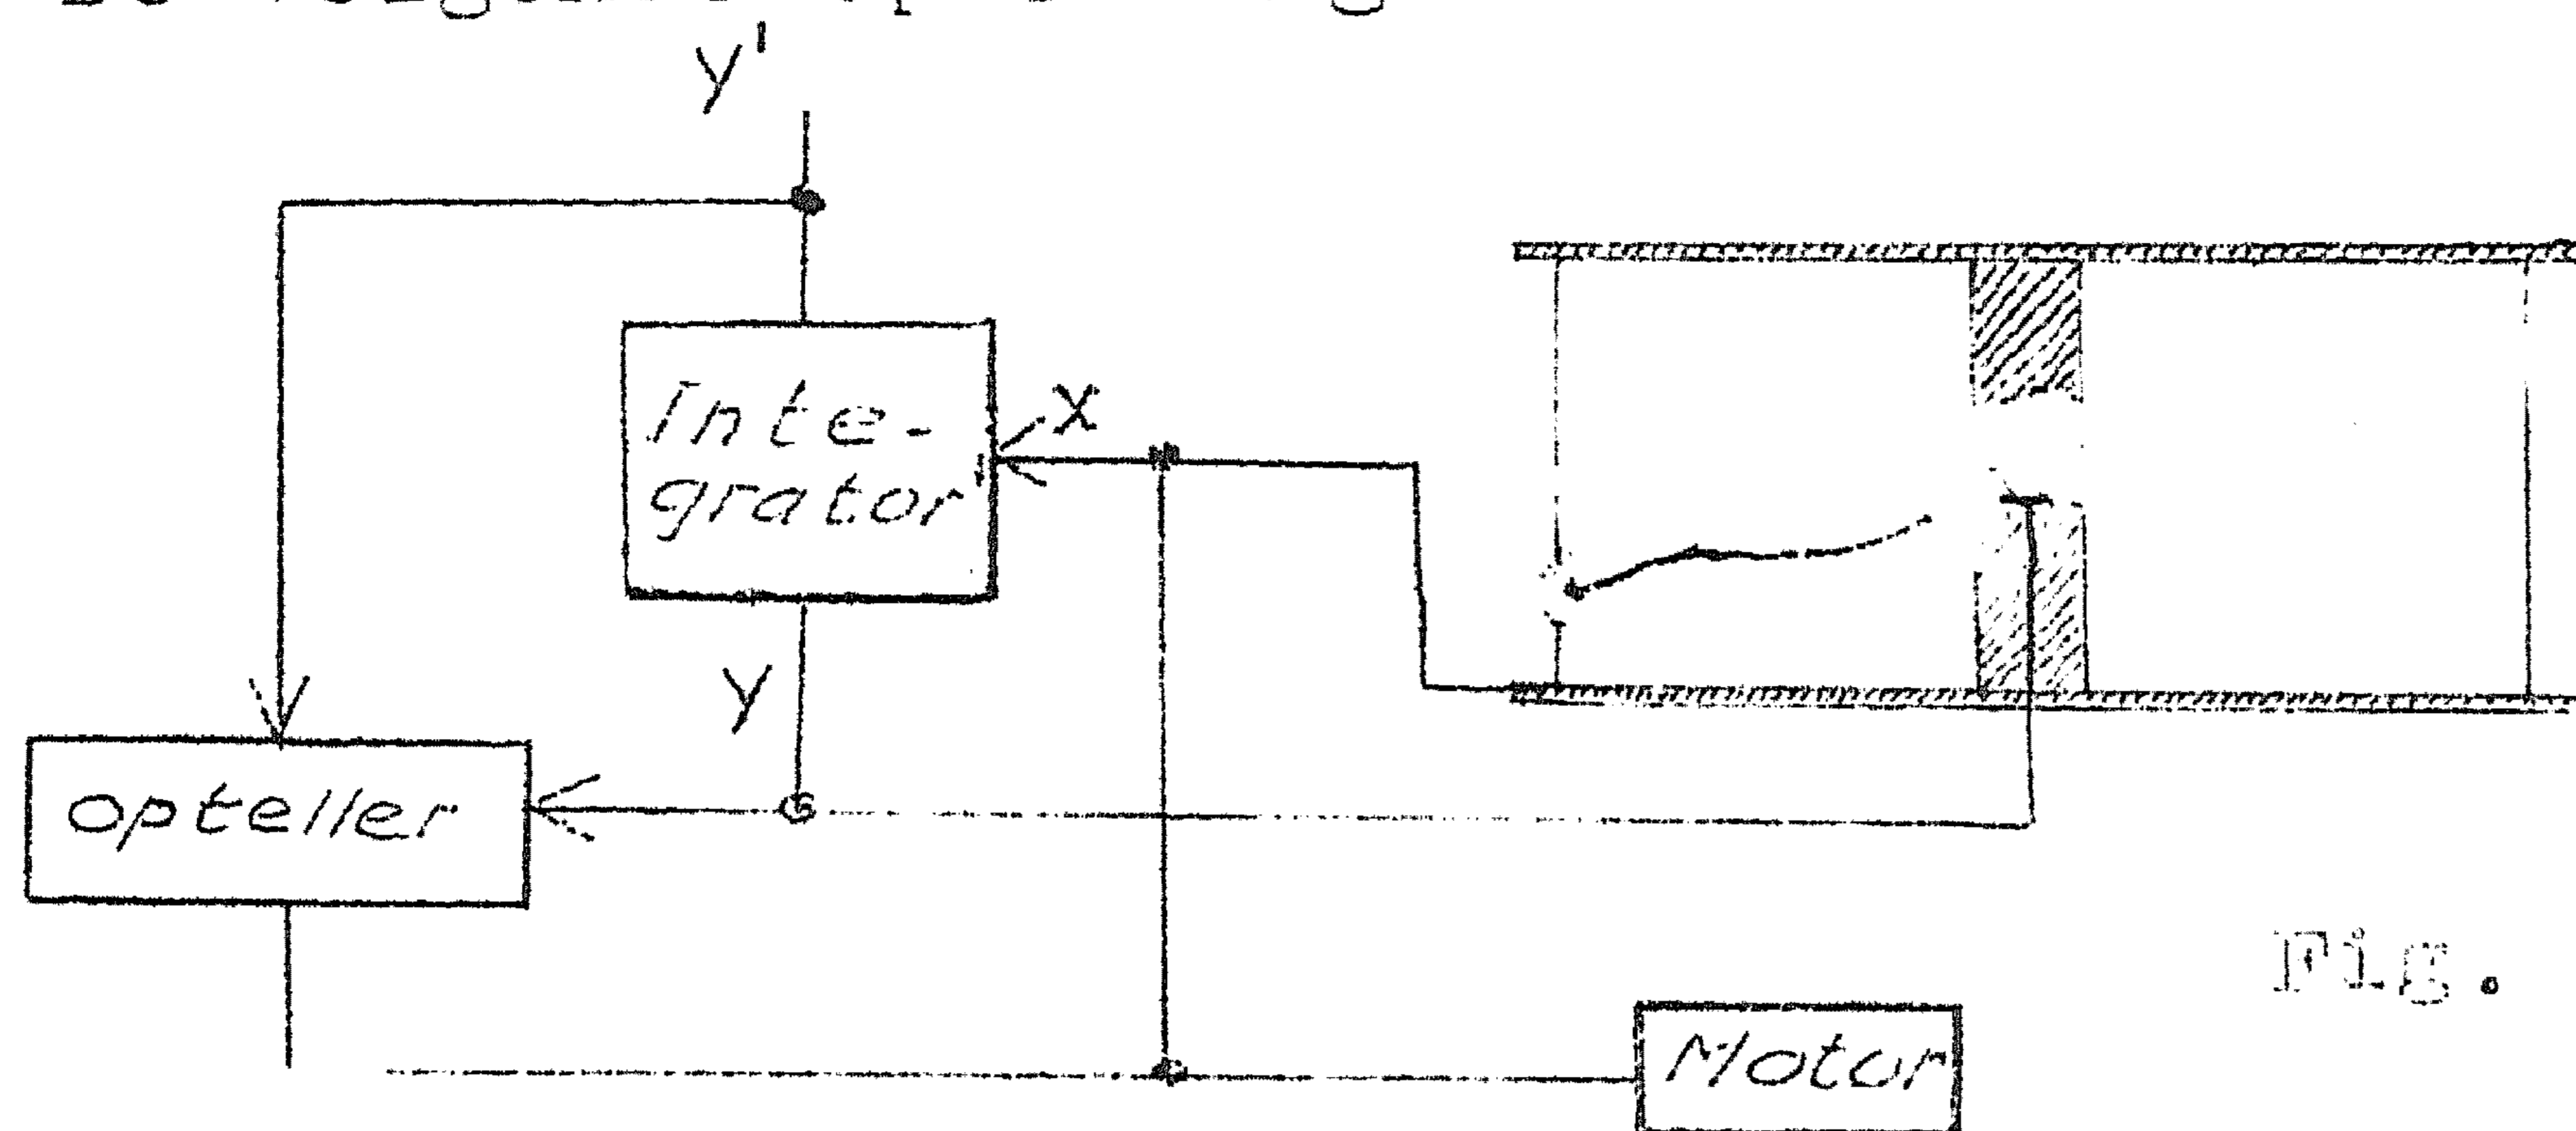 y'
Inte-
grator
x
y
opteller
Fig.
Motor